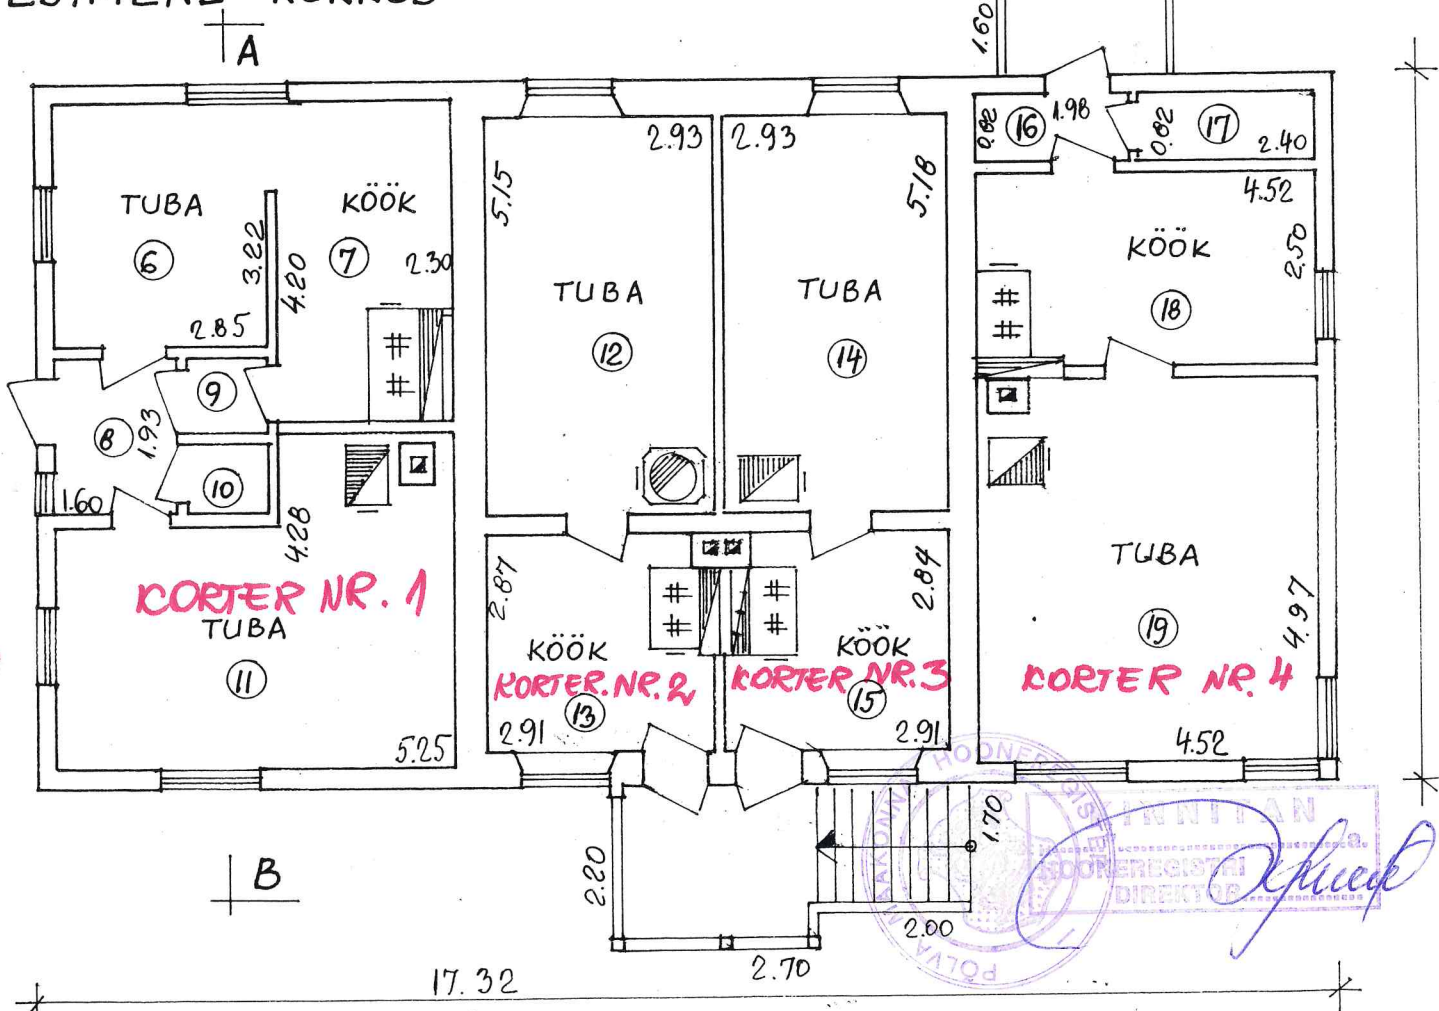 A
1.60
TUBA
6
3.22
2.85
KÖÖK
7
4.20
2.30
8
1.93
1.60
9
10
4.28
KORTER NR. 1
TUBA
11
5.25
2.93
5.15
TUBA
12
2.87
KÖÖK
KORTER.NR.2
13
2.91
2.93
5.18
TUBA
14
2.84
KÖÖK
KORTER NR.3
15
2.91
0.82
16
1.98
0.82
17
2.40
4.52
KÖÖK
2.50
18
TUBA
19
4.97
KORTER NR. 4
4.52
B
2.20
2.70
1.70
2.00
17.32
PÕLVA MAAKONNA HOONEREGISTER
KINNITAN
a.
HOONEREGISTRI
DIREKTOR